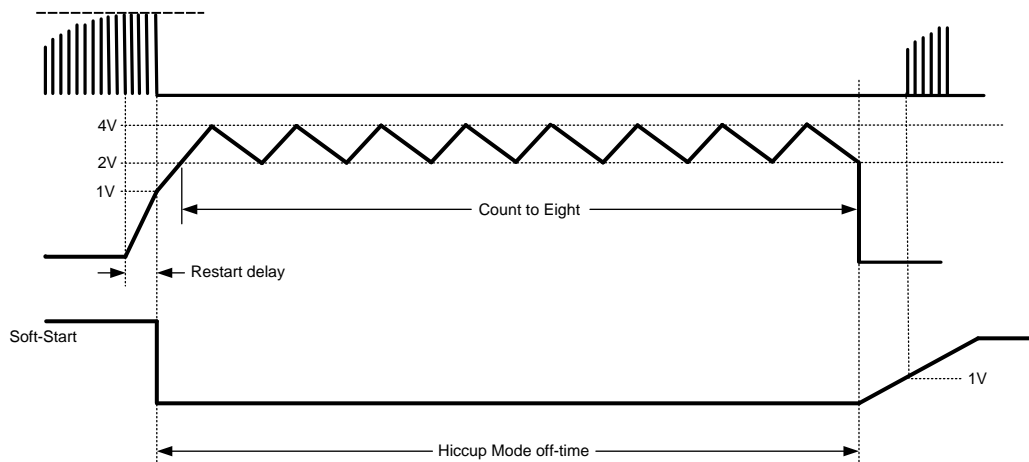 4V
2V
1V
Count to Eight
Restart delay
Soft-Start
1V
Hiccup Mode off-time